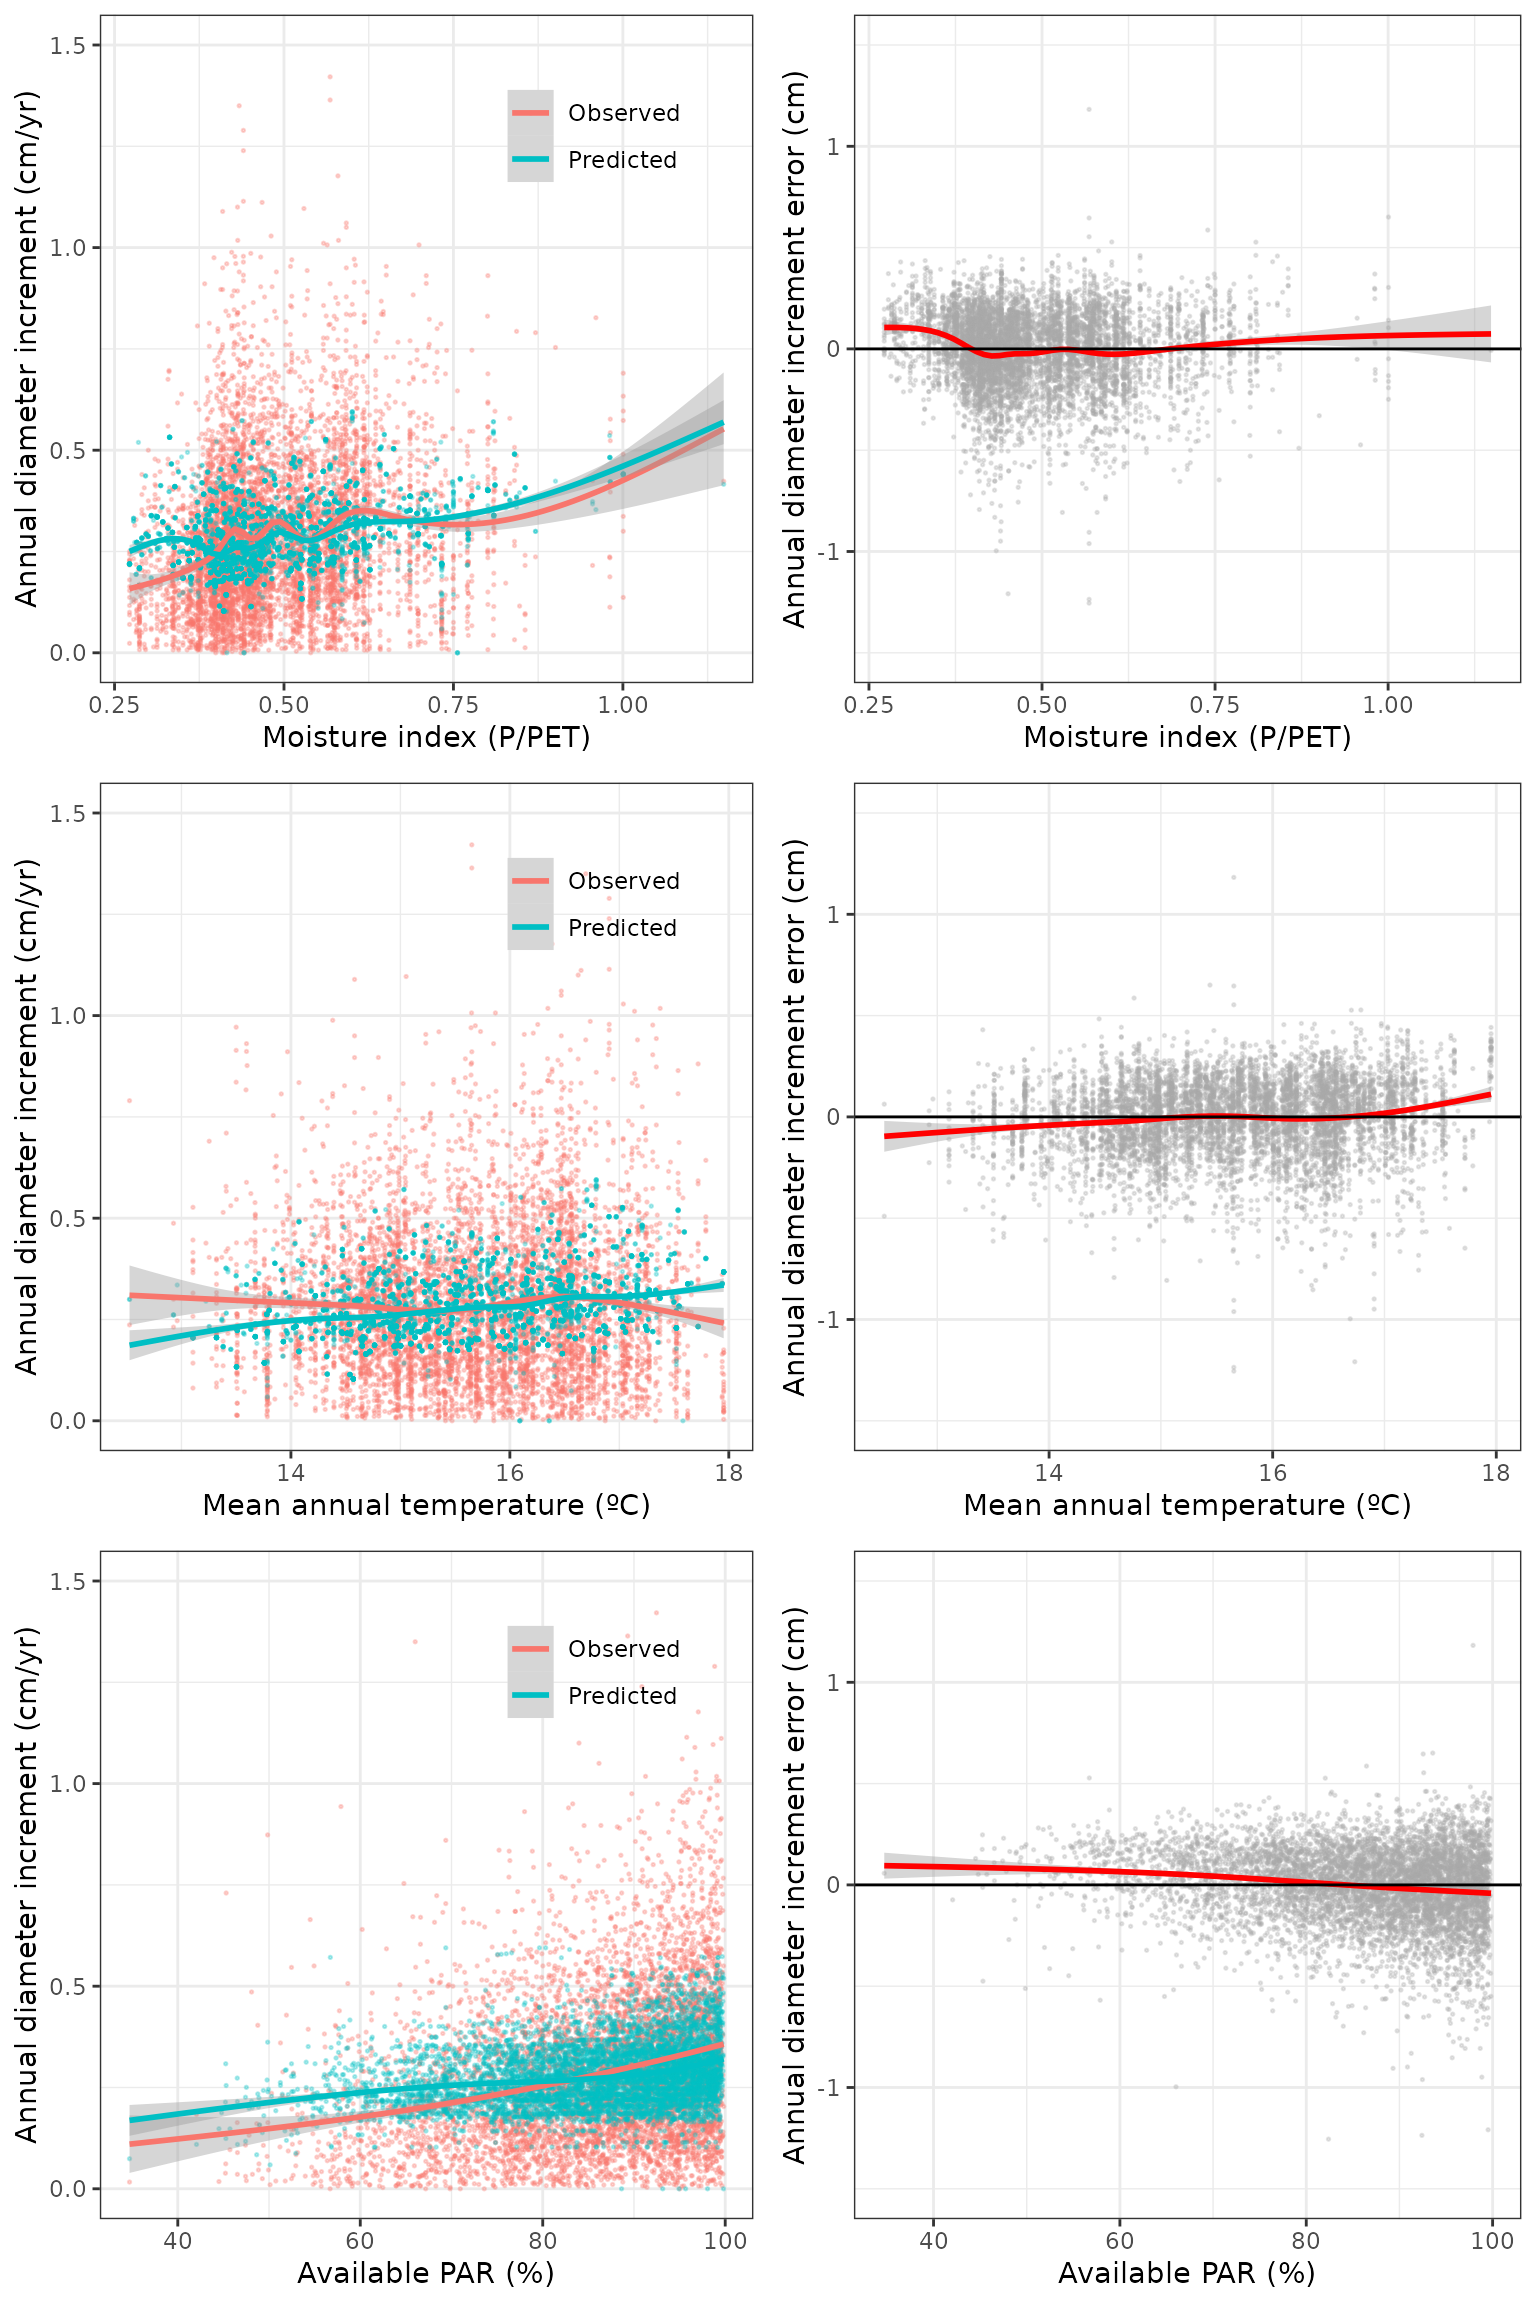 Annual diameter increment (cm/yr)
1.5
1.0
0.5
0.0
Observed
Predicted
0.25 0.50 0.75 1.00
Moisture index (P/PET)
Annual diameter increment error (cm)
1
0
-1
0.25 0.50 0.75 1.00
Moisture index (P/PET)
Annual diameter increment (cm/yr)
1.5
1.0
0.5
0.0
Observed
Predicted
14 16 18
Mean annual temperature (ºC)
Annual diameter increment error (cm)
1
0
-1
14 16 18
Mean annual temperature (ºC)
Annual diameter increment (cm/yr)
1.5
1.0
0.5
0.0
Observed
Predicted
40 60 80 100
Available PAR (%)
Annual diameter increment error (cm)
1
0
-1
40 60 80 100
Available PAR (%)